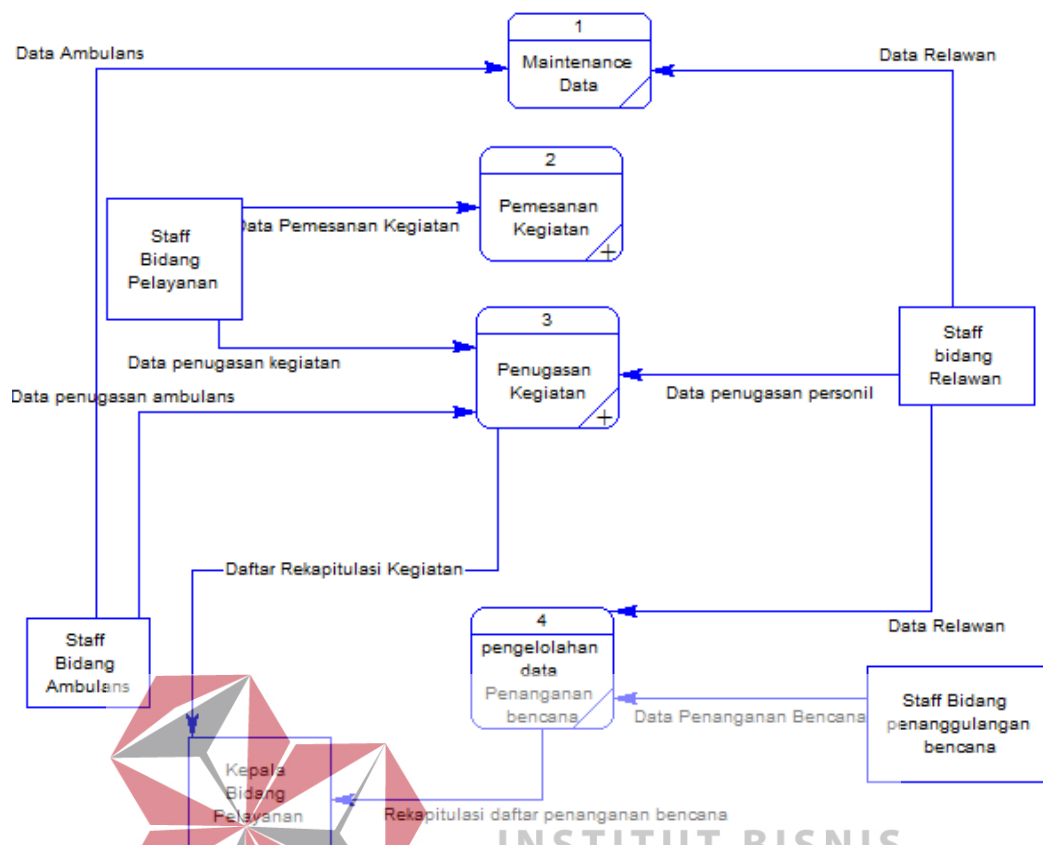 1
Data Ambulans
Maintenance
Data
Data Relawan
2
Pemesanan
Kegiatan
+
Data Pemesanan Kegiatan
Staff
Bidang
Pelayanan
3
Penugasan
Kegiatan
+
Staff
bidang
Relawan
Data penugasan kegiatan
Data penugasan personil
Data penugasan ambulans
Daftar Rekapitulasi Kegiatan
4
pengelolahan
data
Penanganan
bencana
Data Relawan
Staff
Bidang
Ambulans
Staff Bidang
penanggulangan
bencana
Data Penanganan Bencana
Kepala
Bidang
Pelayanan
Rekapitulasi daftar penanganan bencana
INSTITUT BISNIS